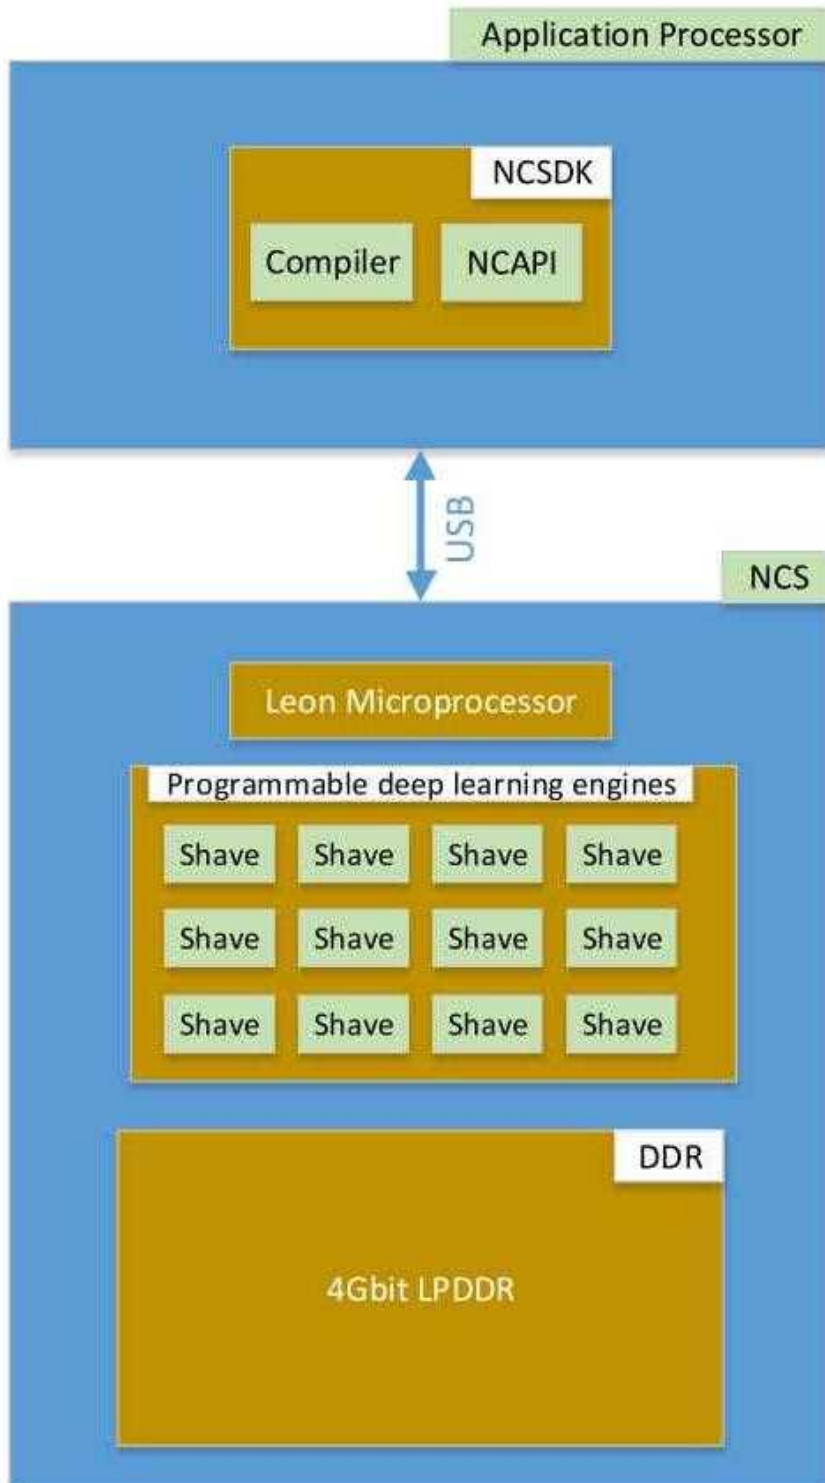 Application Processor
NCSDK
Compiler NCAPI
USB
NCS
Leon Microprocessor
Programmable deep learning engines
Shave Shave Shave Shave
Shave Shave Shave Shave
Shave Shave Shave Shave
DDR
4Gbit LPDDR